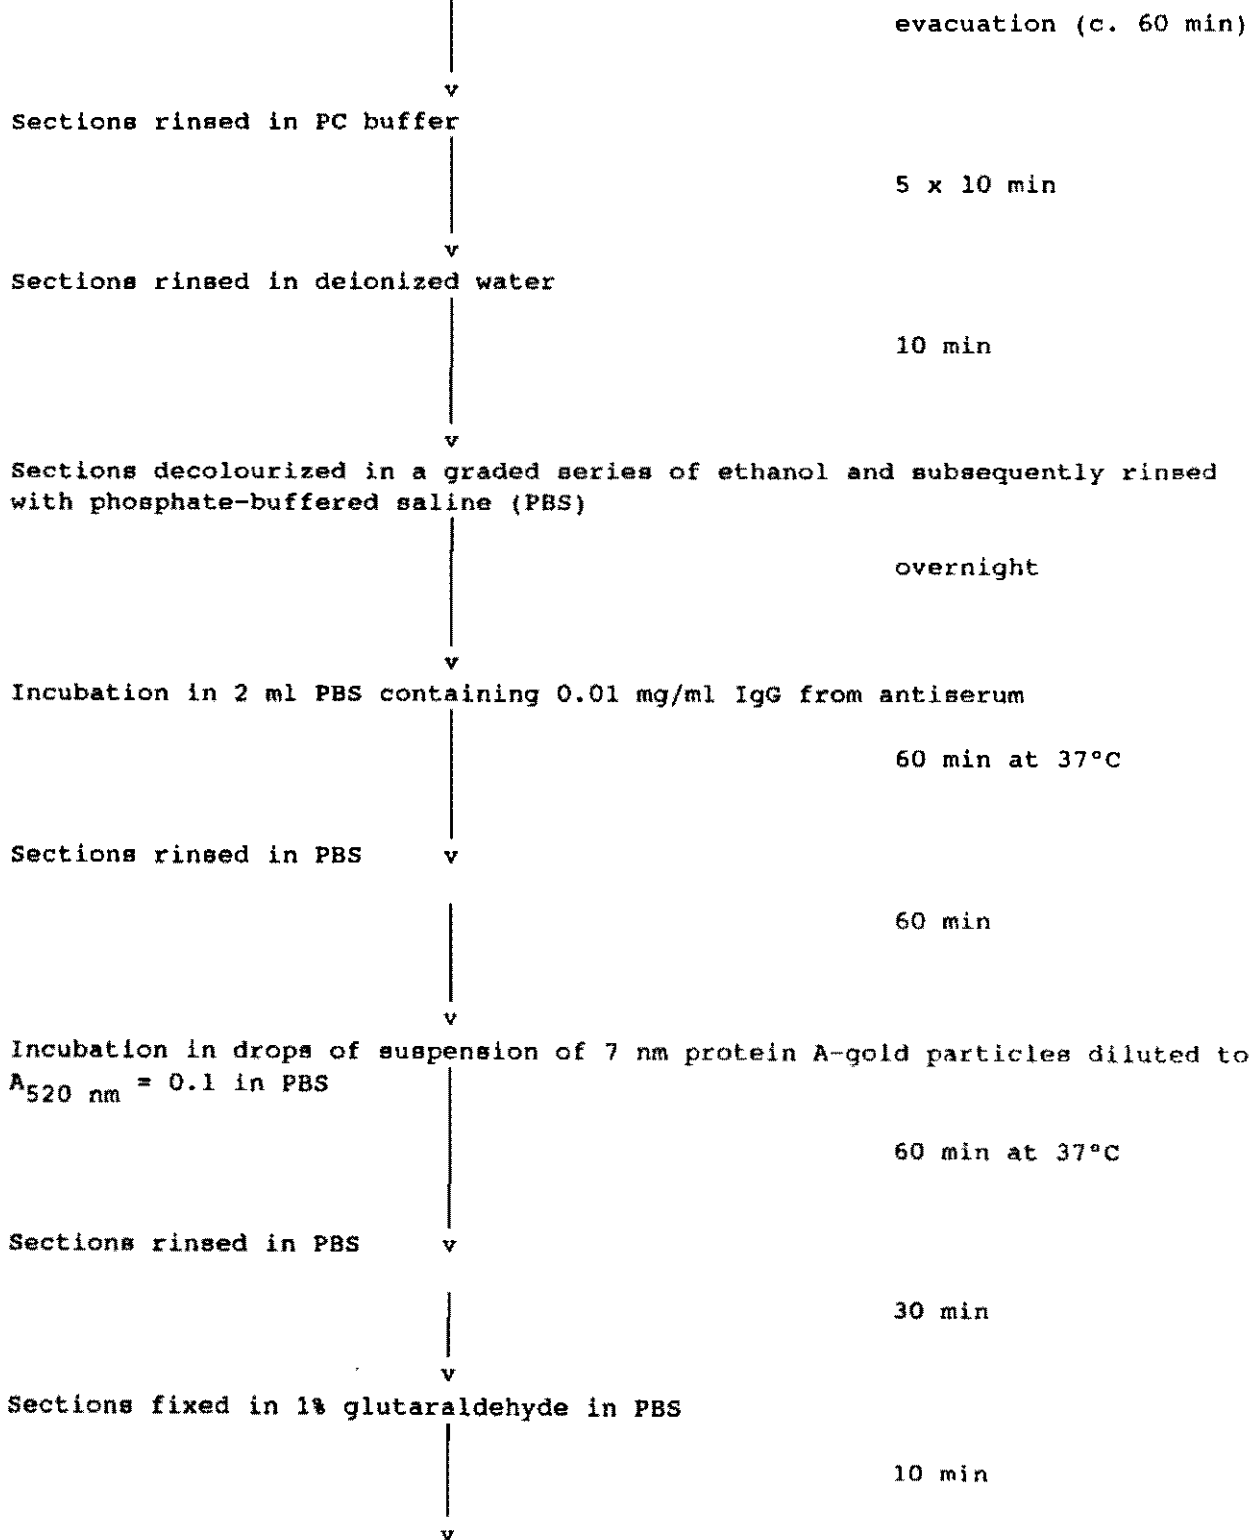 evacuation (c. 60 min)
v
Sections rinsed in PC buffer
5 x 10 min
v
Sections rinsed in deionized water
10 min
v
Sections decolourized in a graded series of ethanol and subsequently rinsed
with phosphate-buffered saline (PBS)
overnight
v
Incubation in 2 ml PBS containing 0.01 mg/ml IgG from antiserum
60 min at 37°C
Sections rinsed in PBS v
60 min
v
Incubation in drops of suspension of 7 nm protein A-gold particles diluted to
A520 nm = 0.1 in PBS
60 min at 37°C
Sections rinsed in PBS v
30 min
v
Sections fixed in 1% glutaraldehyde in PBS
10 min
v